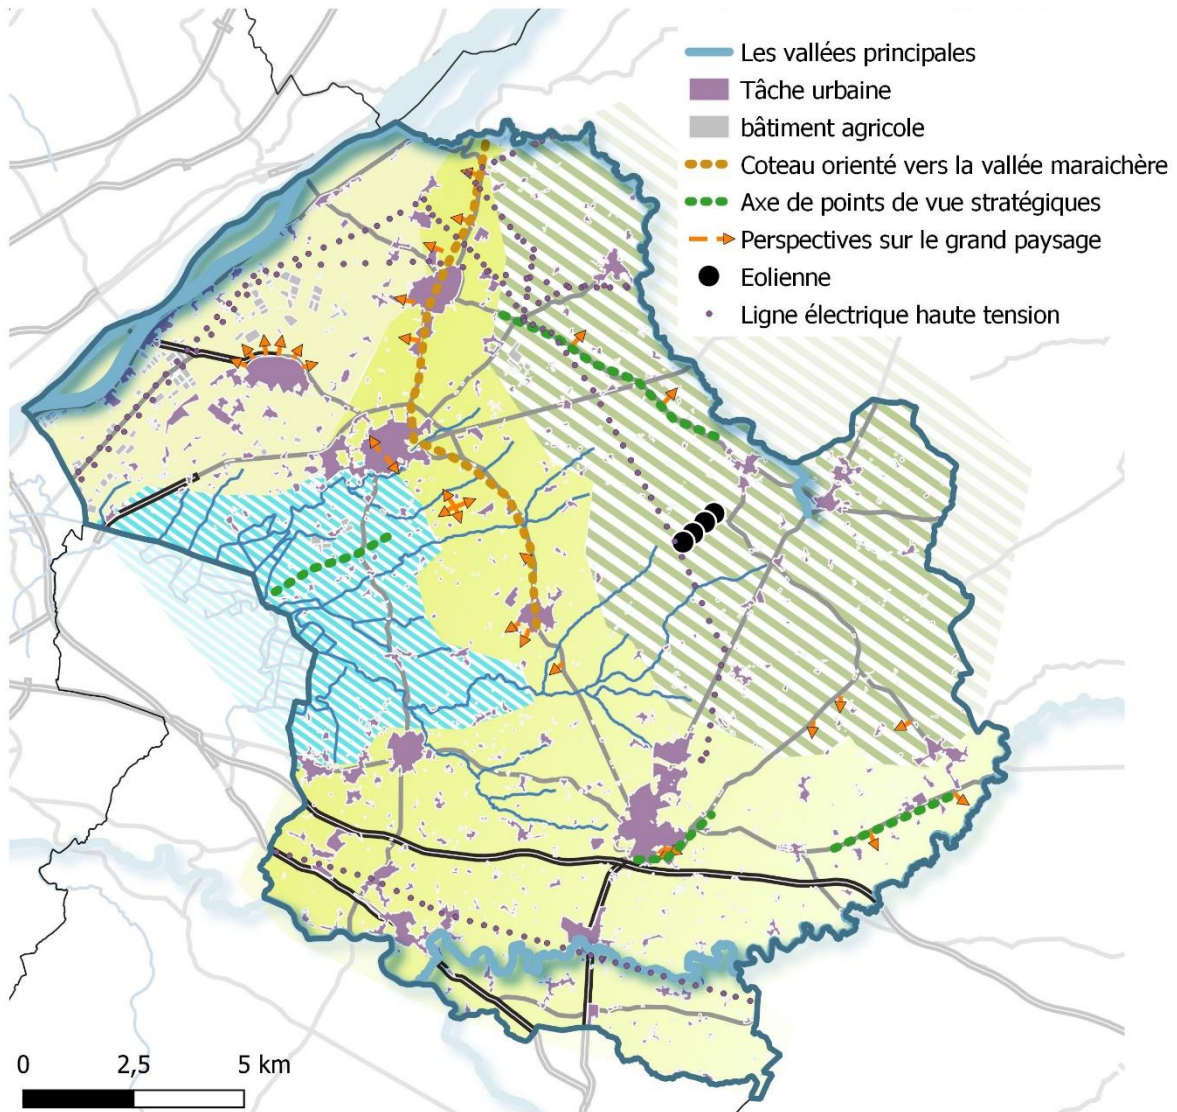 Les vallées principales
Tâche urbaine
bâtiment agricole
Coteau orienté vers la vallée maraichère
Axe de points de vue stratégiques
Perspectives sur le grand paysage
Eolienne
Ligne électrique haute tension
0 2,5 5 km